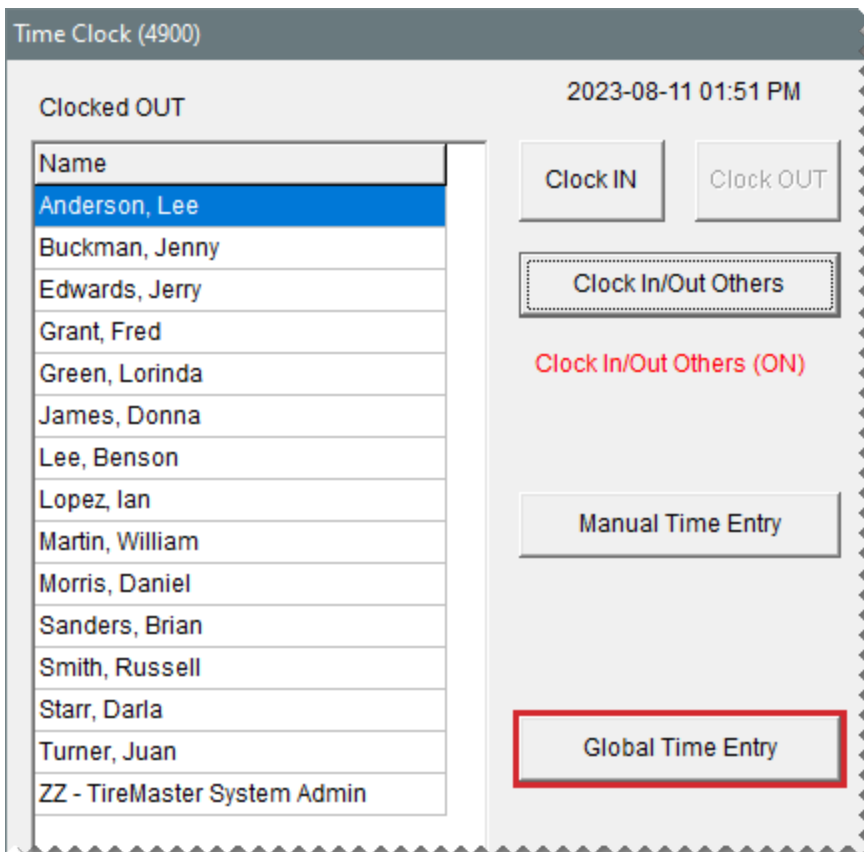 Time Clock (4900)
2023-08-11 01:51 PM
Clocked OUT
Name
Anderson, Lee
Buckman, Jenny
Edwards, Jerry
Grant, Fred
Green, Lorinda
James, Donna
Lee, Benson
Lopez, Ian
Martin, William
Morris, Daniel
Sanders, Brian
Smith, Russell
Starr, Darla
Turner, Juan
ZZ - TireMaster System Admin
Clock IN
Clock OUT
Clock In/Out Others
Clock In/Out Others (ON)
Manual Time Entry
Global Time Entry